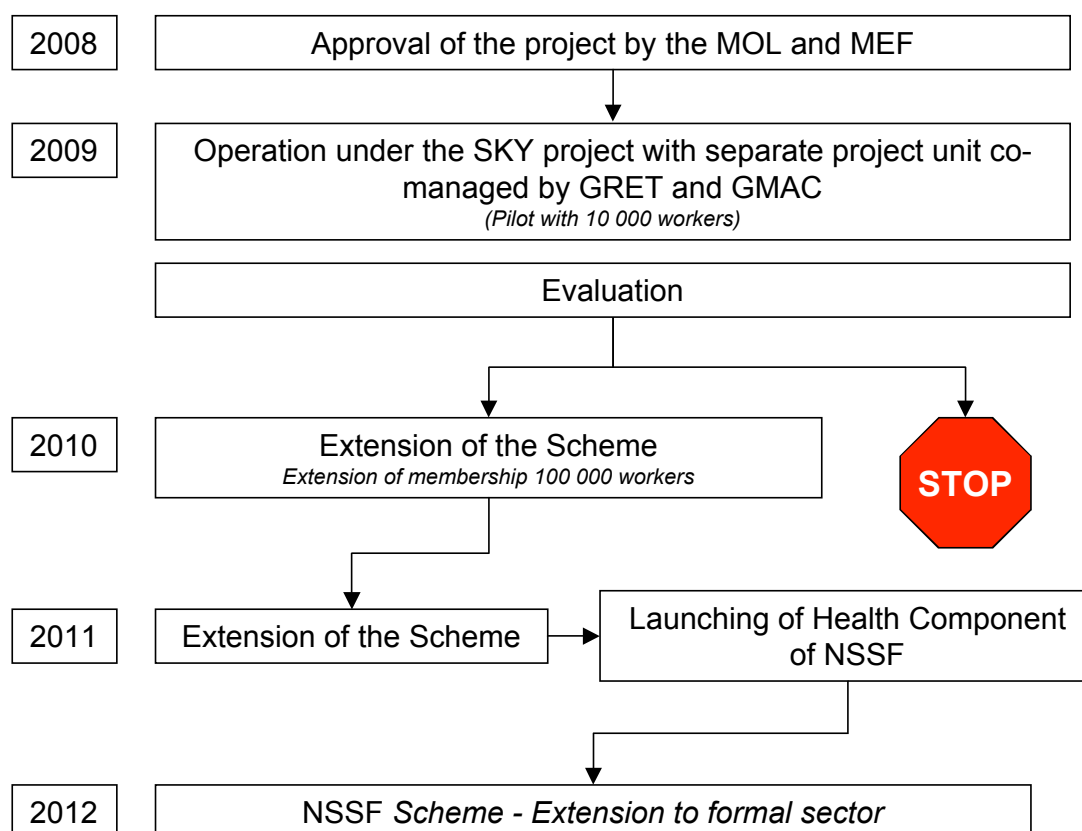 2008
Approval of the project by the MOL and MEF
2009
Operation under the SKY project with separate project unit co-
managed by GRET and GMAC
(Pilot with 10 000 workers)
Evaluation
2010
Extension of the Scheme
Extension of membership 100 000 workers
STOP
2011
Extension of the Scheme
Launching of Health Component
of NSSF
2012
NSSF Scheme - Extension to formal sector